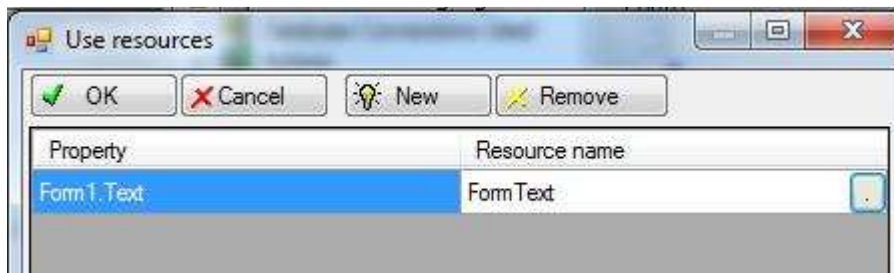 Use resources
OK Cancel New Remove
Property Resource name
Form1.Text FormText .